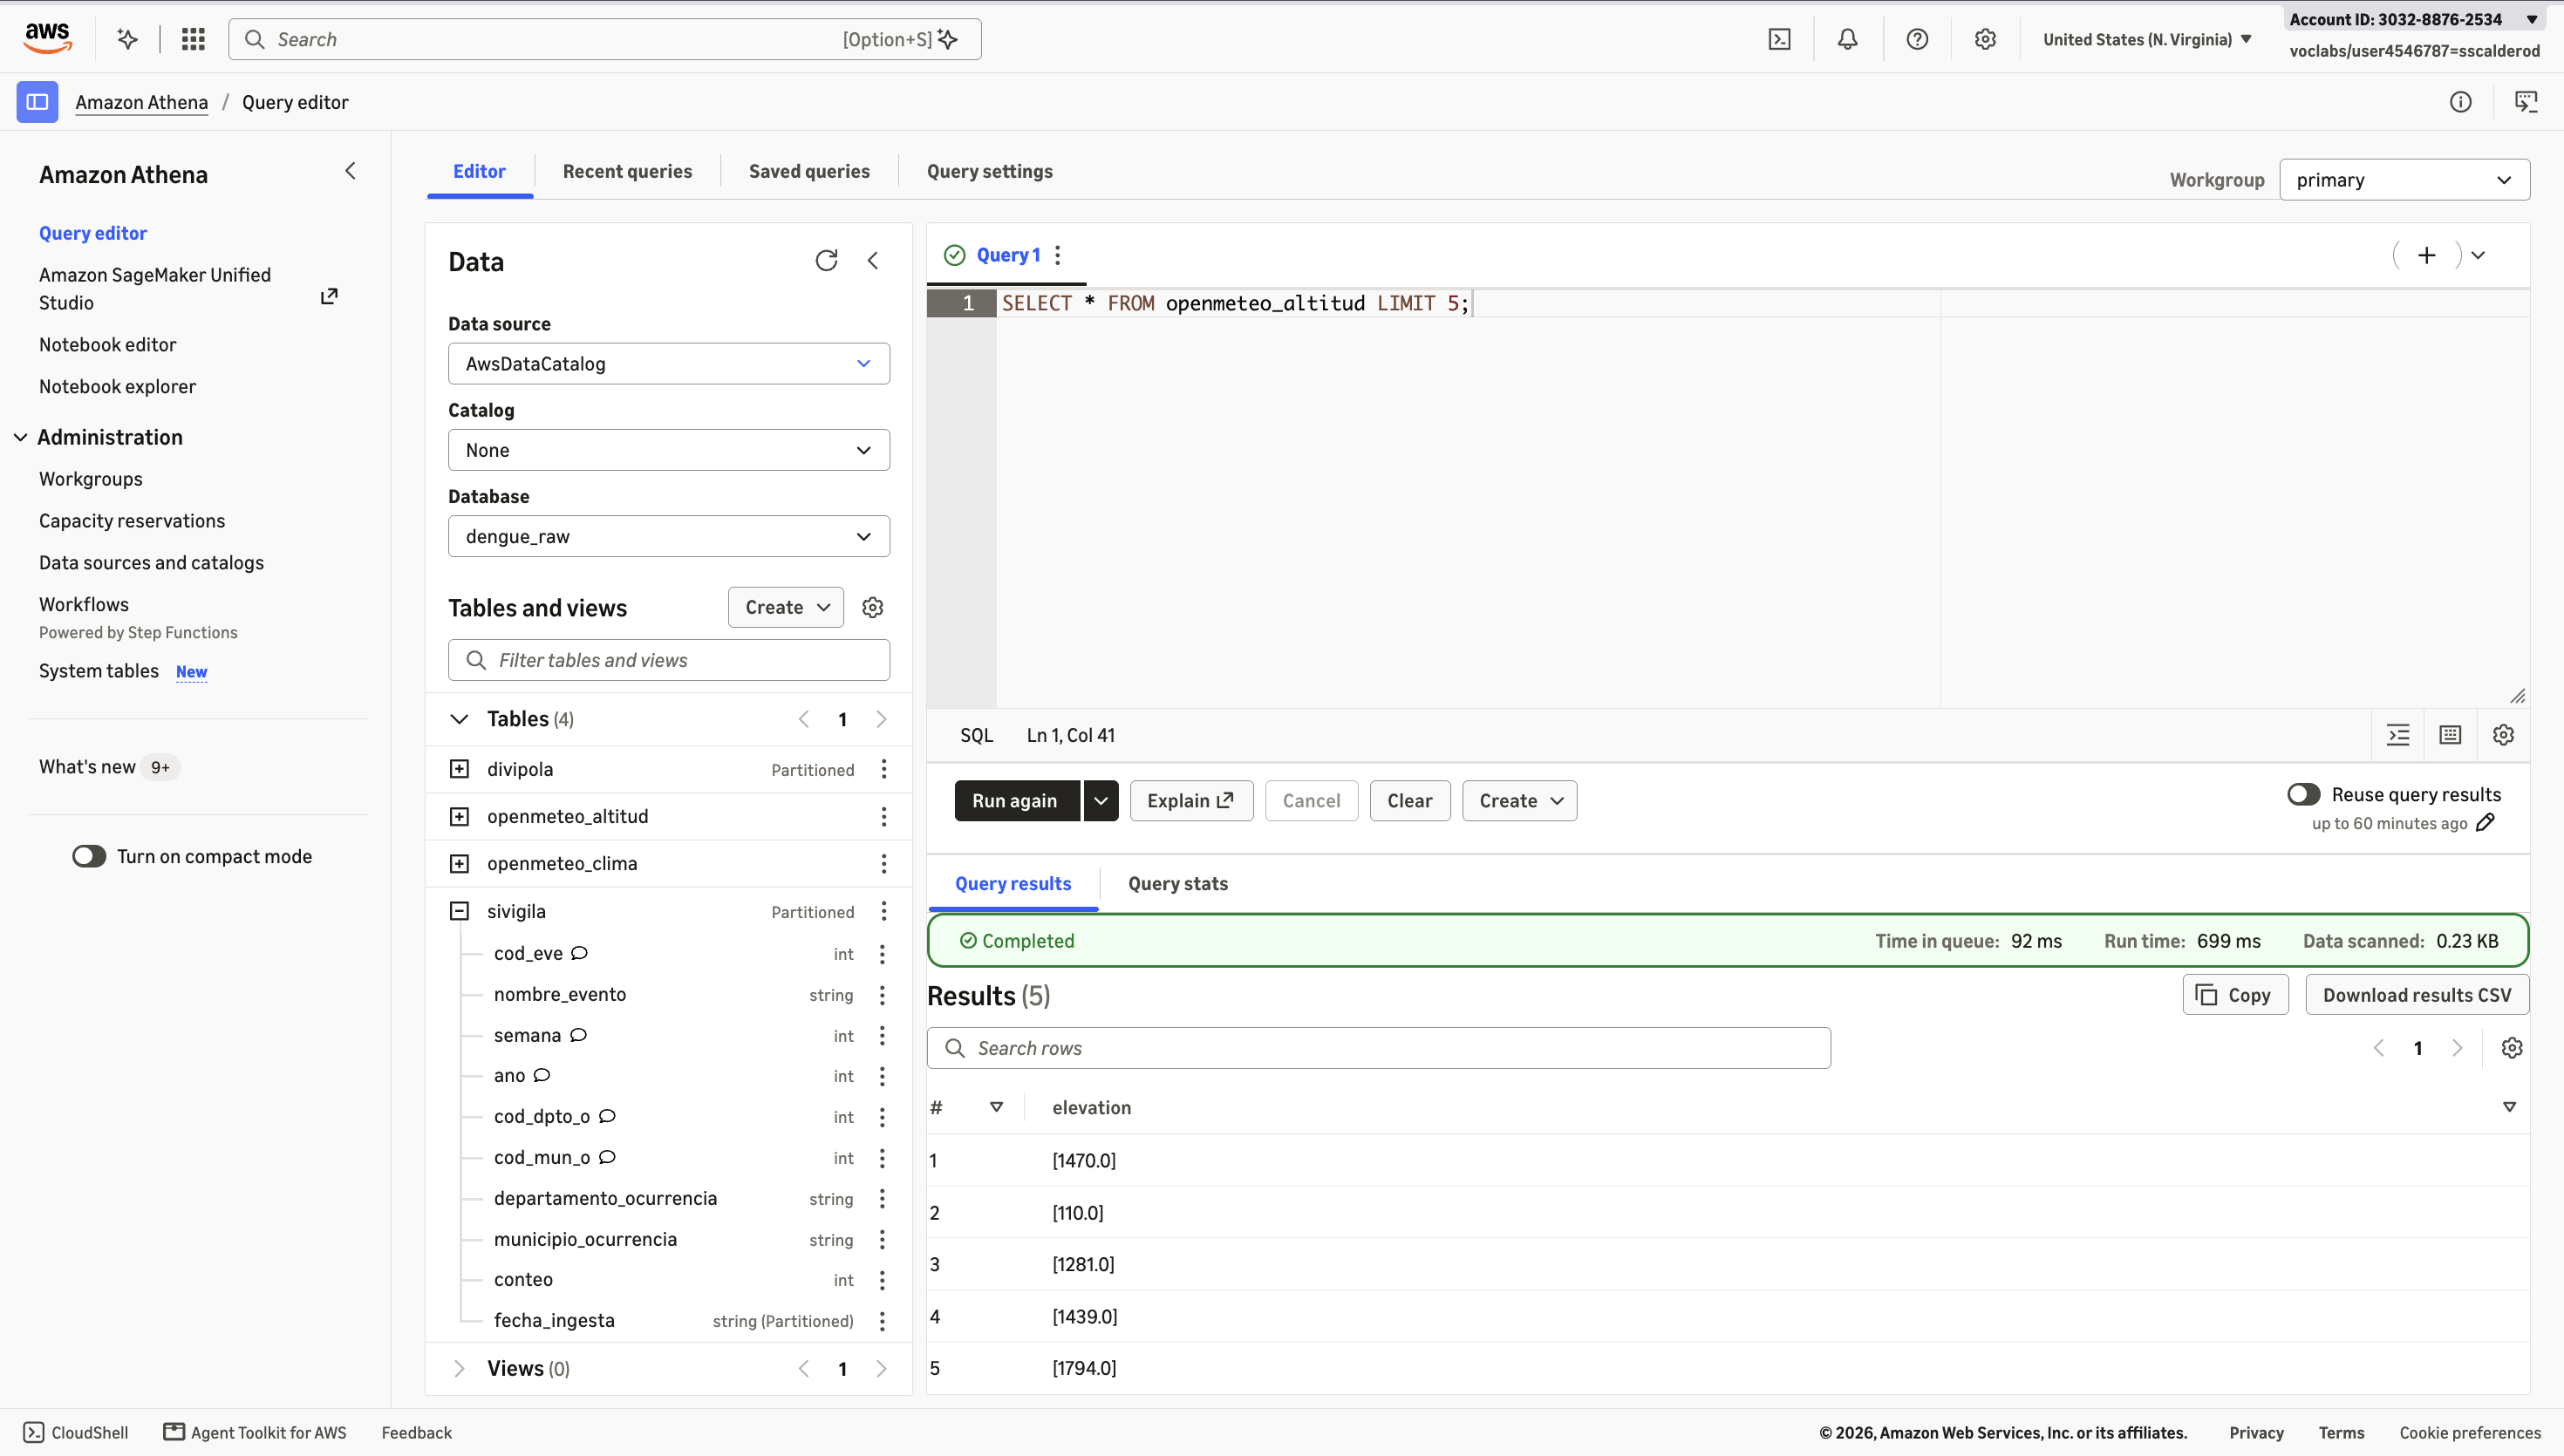 aws
Search
[Option+S]
United States (N. Virginia)
Account ID: 3032-8876-2534
voclabs/user4546787=sscalderod
Amazon Athena / Query editor
Amazon Athena
Query editor
Amazon SageMaker Unified
Studio
Notebook editor
Notebook explorer
Administration
Workgroups
Capacity reservations
Data sources and catalogs
Workflows
Powered by Step Functions
System tables New
What's new 9+
Turn on compact mode
Editor
Recent queries
Saved queries
Query settings
Workgroup
primary
Data
Data source
AwsDataCatalog
Catalog
None
Database
dengue_raw
Tables and views
Create
Filter tables and views
Tables (4)
1
divipola Partitioned
openmeteo_altitud
openmeteo_clima
sivigila Partitioned
cod_eve int
nombre_evento string
semana int
ano int
cod_dpto_o int
cod_mun_o int
departamento_ocurrencia string
municipio_ocurrencia string
conteo int
fecha_ingesta string (Partitioned)
Views (0)
1
Query 1
1 SELECT * FROM openmeteo_altitud LIMIT 5;
SQL Ln 1, Col 41
Run again
Explain
Cancel
Clear
Create
Reuse query results
up to 60 minutes ago
Query results
Query stats
Completed
Time in queue: 92 ms
Run time: 699 ms
Data scanned: 0.23 KB
Results (5)
Copy
Download results CSV
Search rows
1
# elevation
1 [1470.0]
2 [110.0]
3 [1281.0]
4 [1439.0]
5 [1794.0]
CloudShell
Agent Toolkit for AWS
Feedback
© 2026, Amazon Web Services, Inc. or its affiliates.
Privacy
Terms
Cookie preferences